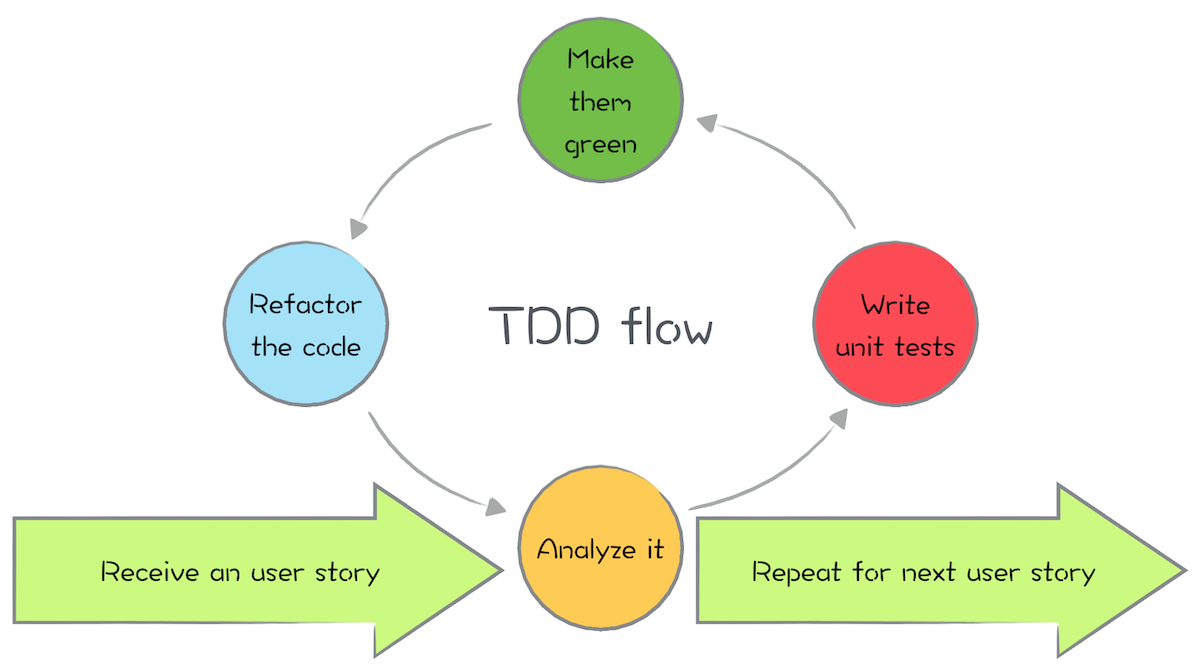 Make
them
green
Refactor
the code
TDD flow
Write
unit tests
Receive an user story
Analyze it
Repeat for next user story